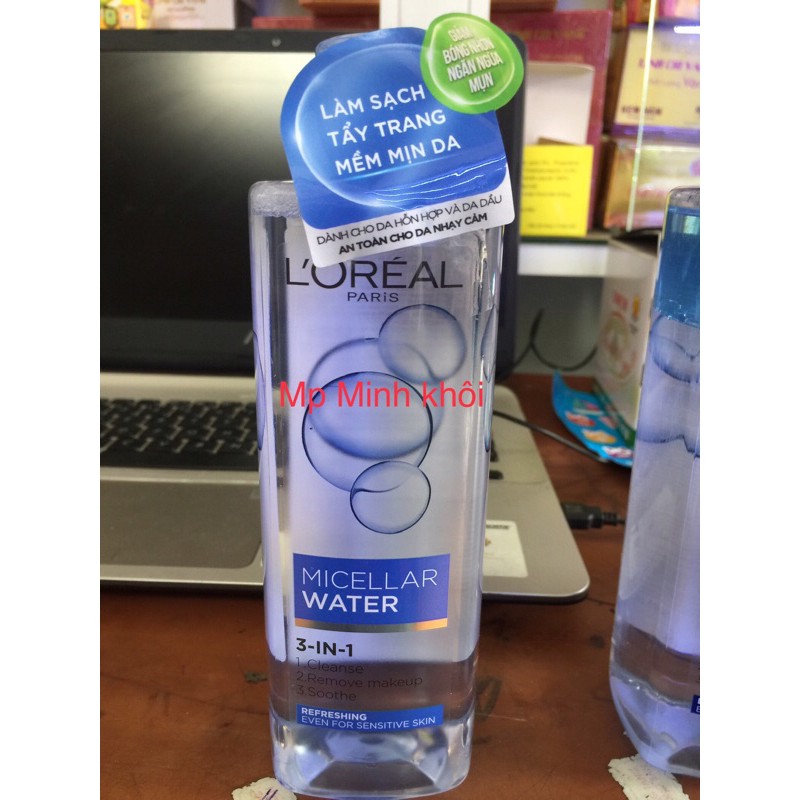 GIẢM
BÓNG NHỜN
NGĂN NGỪA
MỤN
LÀM SẠCH
TẨY TRANG
MỀM MỊN DA
DÀNH CHO DA HỖN HỢP VÀ DA DẦU
AN TOÀN CHO DA NHẠY CẢM
L'ORÉAL
PARIS
Mp Minh khôi
MICELLAR
WATER
3-IN-1
1.Cleanse
2.Remove makeup
3.Soothe
REFRESHING
EVEN FOR SENSITIVE SKIN